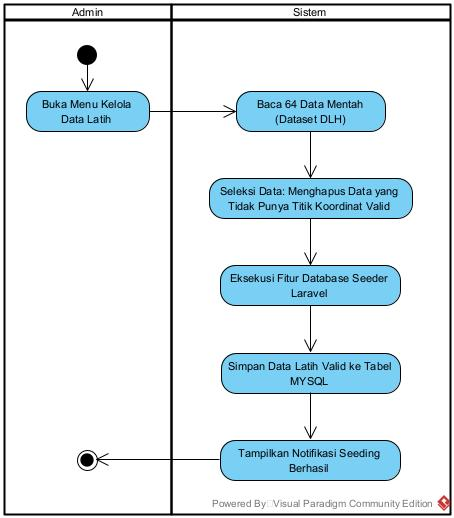 Admin
Sistem
Buka Menu Kelola
Data Latih
Baca 64 Data Mentah
(Dataset DLH)
Seleksi Data: Menghapus Data yang
Tidak Punya Titik Koordinat Valid
Eksekusi Fitur Database Seeder
Laravel
Simpan Data Latih Valid ke Tabel
MYSQL
Tampilkan Notifikasi Seeding
Berhasil
Powered By Visual Paradigm Community Edition